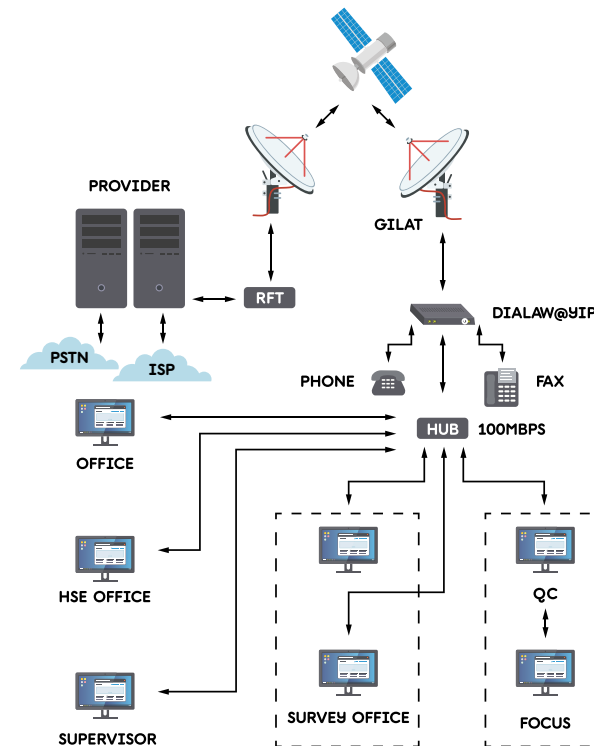 PROVIDER
GILAT
RFT
DIALAW@YIP
PSTN
ISP
PHONE
FAX
HUB
100MBPS
OFFICE
HSE OFFICE
QC
SURVEY OFFICE
FOCUS
SUPERVISOR